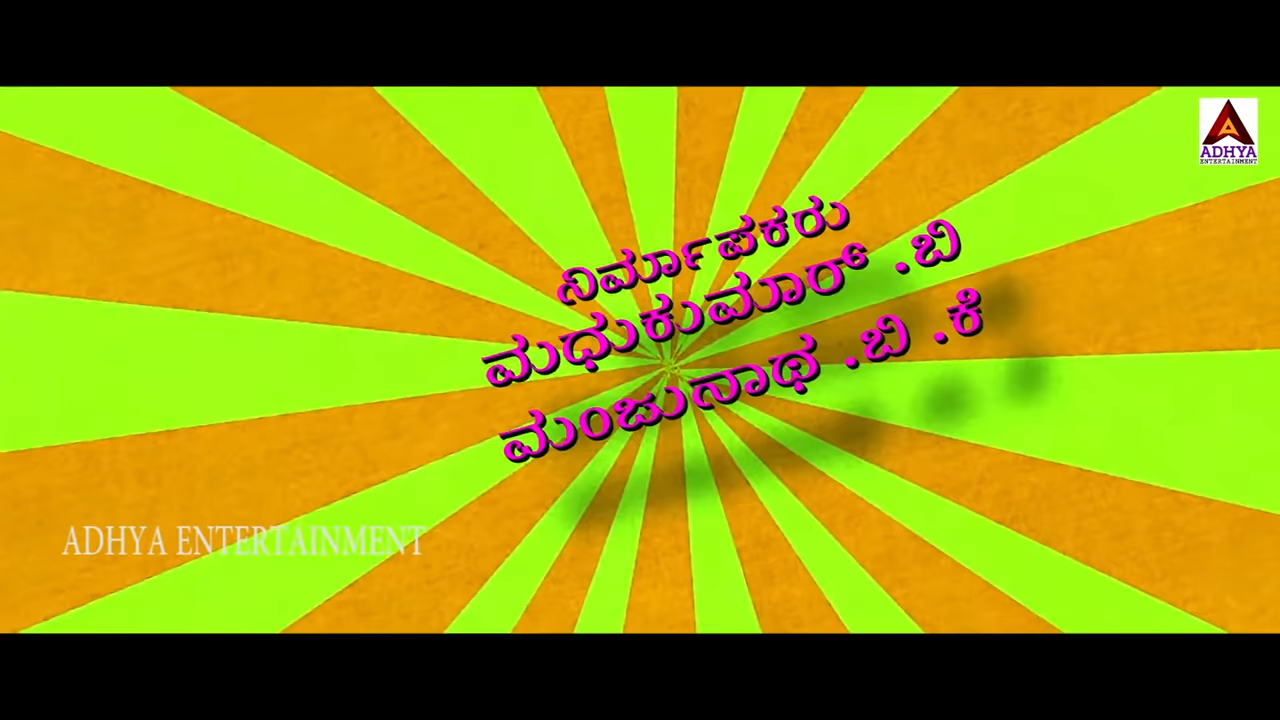 ADHYA
ENTERTAINMENT
ನಿರ್ಮಾಪಕರು
ಮಧುಕುಮಾರ್ .ಬಿ
ಮಂಜುನಾಥ .ಬಿ .ಕೆ
ADHYA ENTERTAINMENT